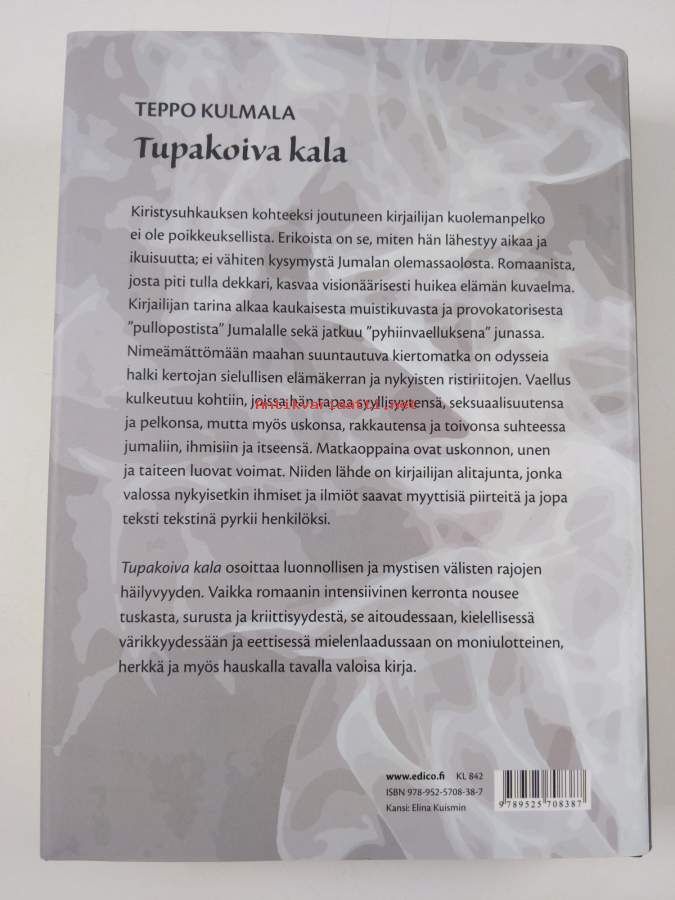 TEPPO KULMALA
Tupakoiva kala
Kiristysuhkauksen kohteeksi joutuneen kirjailijan kuolemanpelko
ei ole poikkeuksellista. Erikoista on se, miten hän lähestyy aikaa ja
ikuisuutta; ei vähiten kysymystä Jumalan olemassaolosta. Romaanista,
josta piti tulla dekkari, kasvaa visionäärisesti huikea elämän kuvaelma.
Kirjailijan tarina alkaa kaukaisesta muistikuvasta ja provokatorisesta
”pullopostista” Jumalalle sekä jatkuu ”pyhiinvaelluksena” junassa.
Nimeämättömään maahan suuntautuva kiertomatka on odysseia
halki kertojan sielullisen elämäkerran ja nykyisten ristiriitojen. Vaellus
kulkeutuu kohtiin, joissa hän tapaa syyllisyytensä, seksuaalisuutensa
ja pelkonsa, mutta myös uskonsa, rakkautensa ja toivonsa suhteessa
jumaliin, ihmisiin ja itseensä. Matkaoppaina ovat uskonnon, unen
ja taiteen luovat voimat. Niiden lähde on kirjailijan alitajunta, jonka
valossa nykyisetkin ihmiset ja ilmiöt saavat myyttisiä piirteitä ja jopa
teksti tekstinä pyrkii henkilöksi.
Tupakoiva kala osoittaa luonnollisen ja mystisen välisten rajojen
häilyvyyden. Vaikka romaanin intensiivinen kerronta nousee
tuskasta, surusta ja kriittisyydestä, se aitoudessaan, kielellisessä
värikkyydessään ja eettisessä mielenlaadussaan on moniulotteinen,
herkkä ja myös hauskalla tavalla valoisa kirja.
www.edico.fi KL 842
ISBN 978-952-5708-38-7
Kansi: Elina Kuismin
9 789525 708387